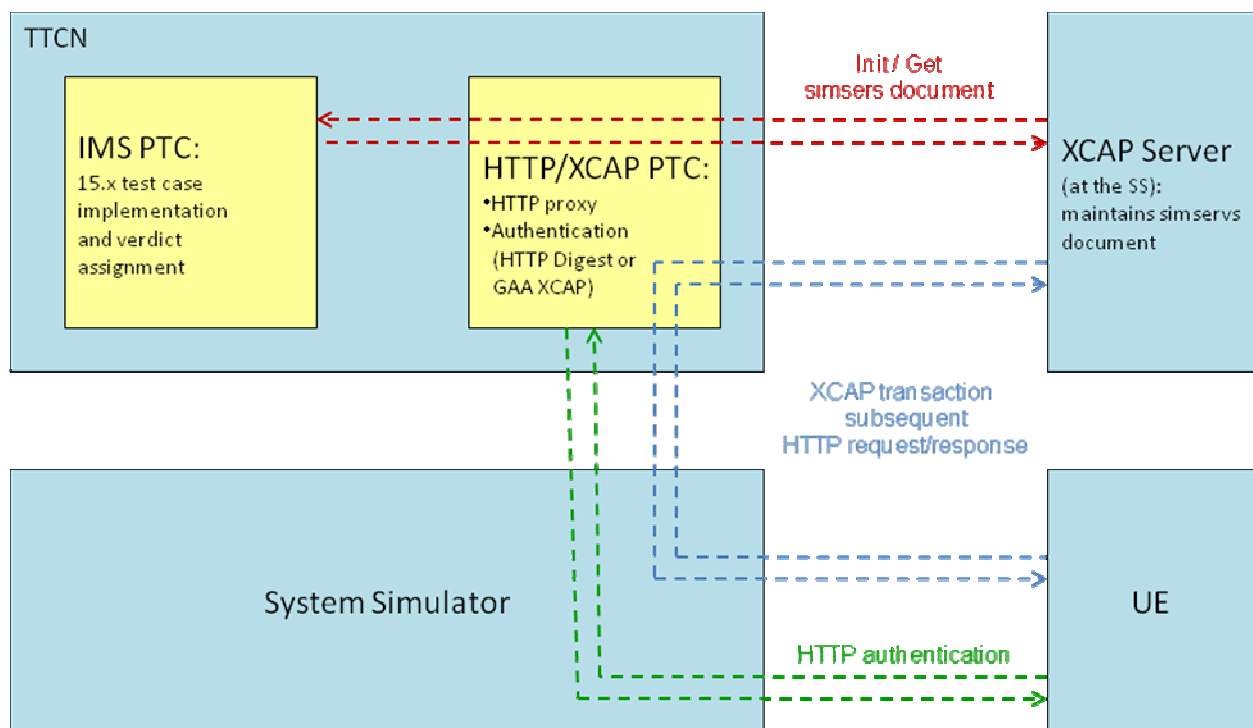 TTCN
IMS PTC:
15.x test case
implementation
and verdict
assignment
HTTP/XCAP PTC:
•HTTP proxy
•Authentication
(HTTP Digest or
GAA XCAP)
Init / Get
simsers document
XCAP Server
(at the SS):
maintains simservs
document
XCAP transaction
subsequent
HTTP request/response
System Simulator
UE
HTTP authentication